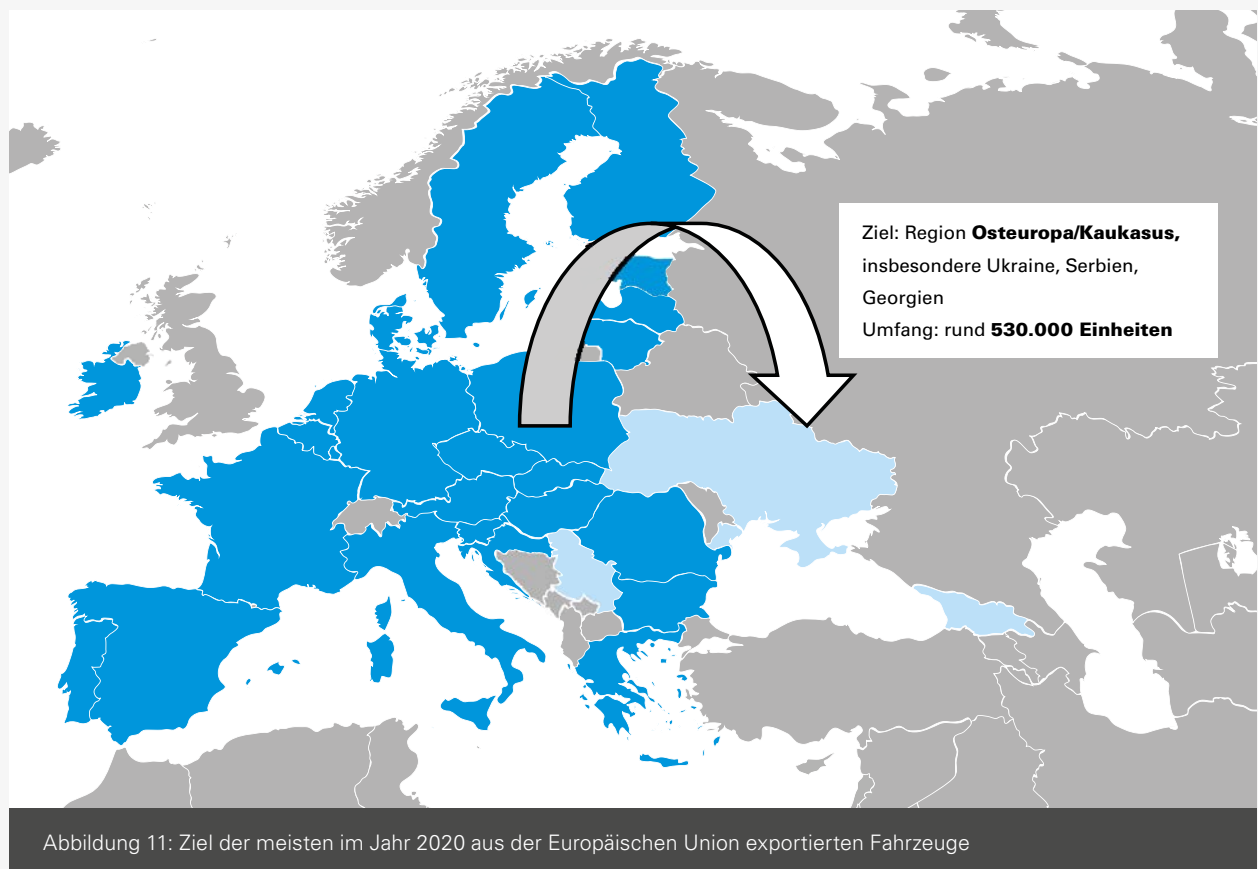 Ziel: Region Osteuropa/Kaukasus,
insbesondere Ukraine, Serbien,
Georgien
Umfang: rund 530.000 Einheiten
Abbildung 11: Ziel der meisten im Jahr 2020 aus der Europäischen Union exportierten Fahrzeuge